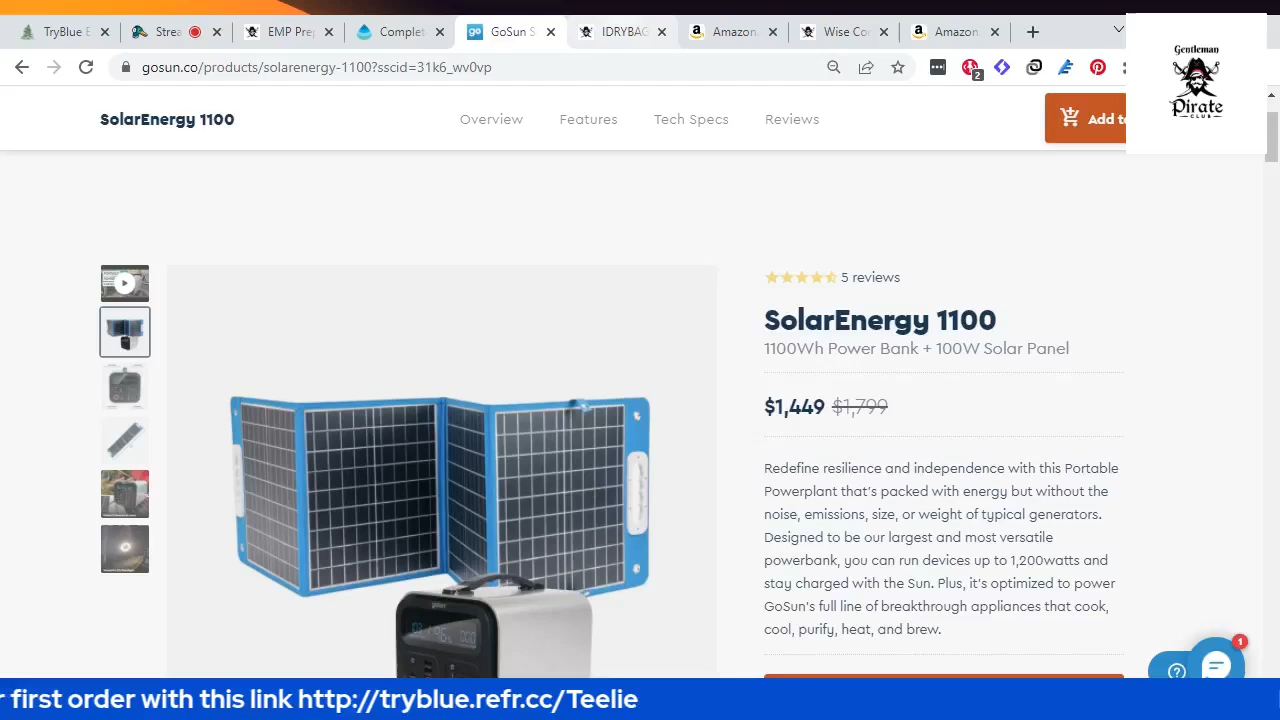 TryBlue E
Strea
EMP Prep
Complet
go
GoSun S
IDRYBAG
Amazon
Wise Cor
Amazon
gosun.co/products/solarenergy-1100?sscid=31k6_wv0vp
2
Gentleman
Pirate
CLUB
SolarEnergy 1100
Overview
Features
Tech Specs
Reviews
Add to
5 reviews
SolarEnergy 1100
1100Wh Power Bank + 100W Solar Panel
$1,449 $1,799
Redefine resilience and independence with this Portable
Powerplant that's packed with energy but without the
noise, emissions, size, or weight of typical generators.
Designed to be our largest and most versatile
powerbank, you can run devices up to 1,200watts and
stay charged with the Sun. Plus, it's optimized to power
GoSun's full line of breakthrough appliances that cook,
cool, purify, heat, and brew.
1
r first order with this link http://tryblue.refr.cc/Teelie